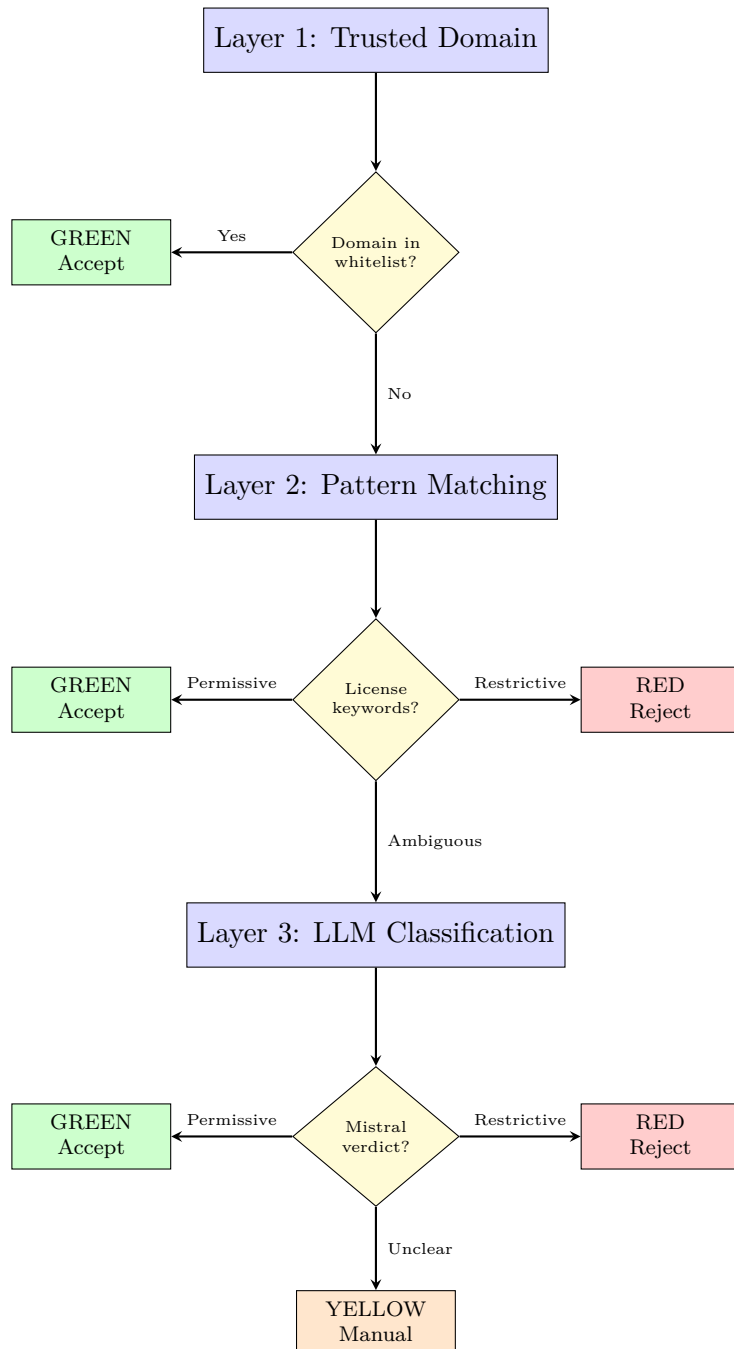 Layer 1: Trusted Domain
Domain in
whitelist?
Yes
GREEN
Accept
No
Layer 2: Pattern Matching
GREEN
Accept
Permissive
License
keywords?
Restrictive
RED
Reject
Ambiguous
Layer 3: LLM Classification
GREEN
Accept
Permissive
Mistral
verdict?
Restrictive
RED
Reject
Unclear
YELLOW
Manual